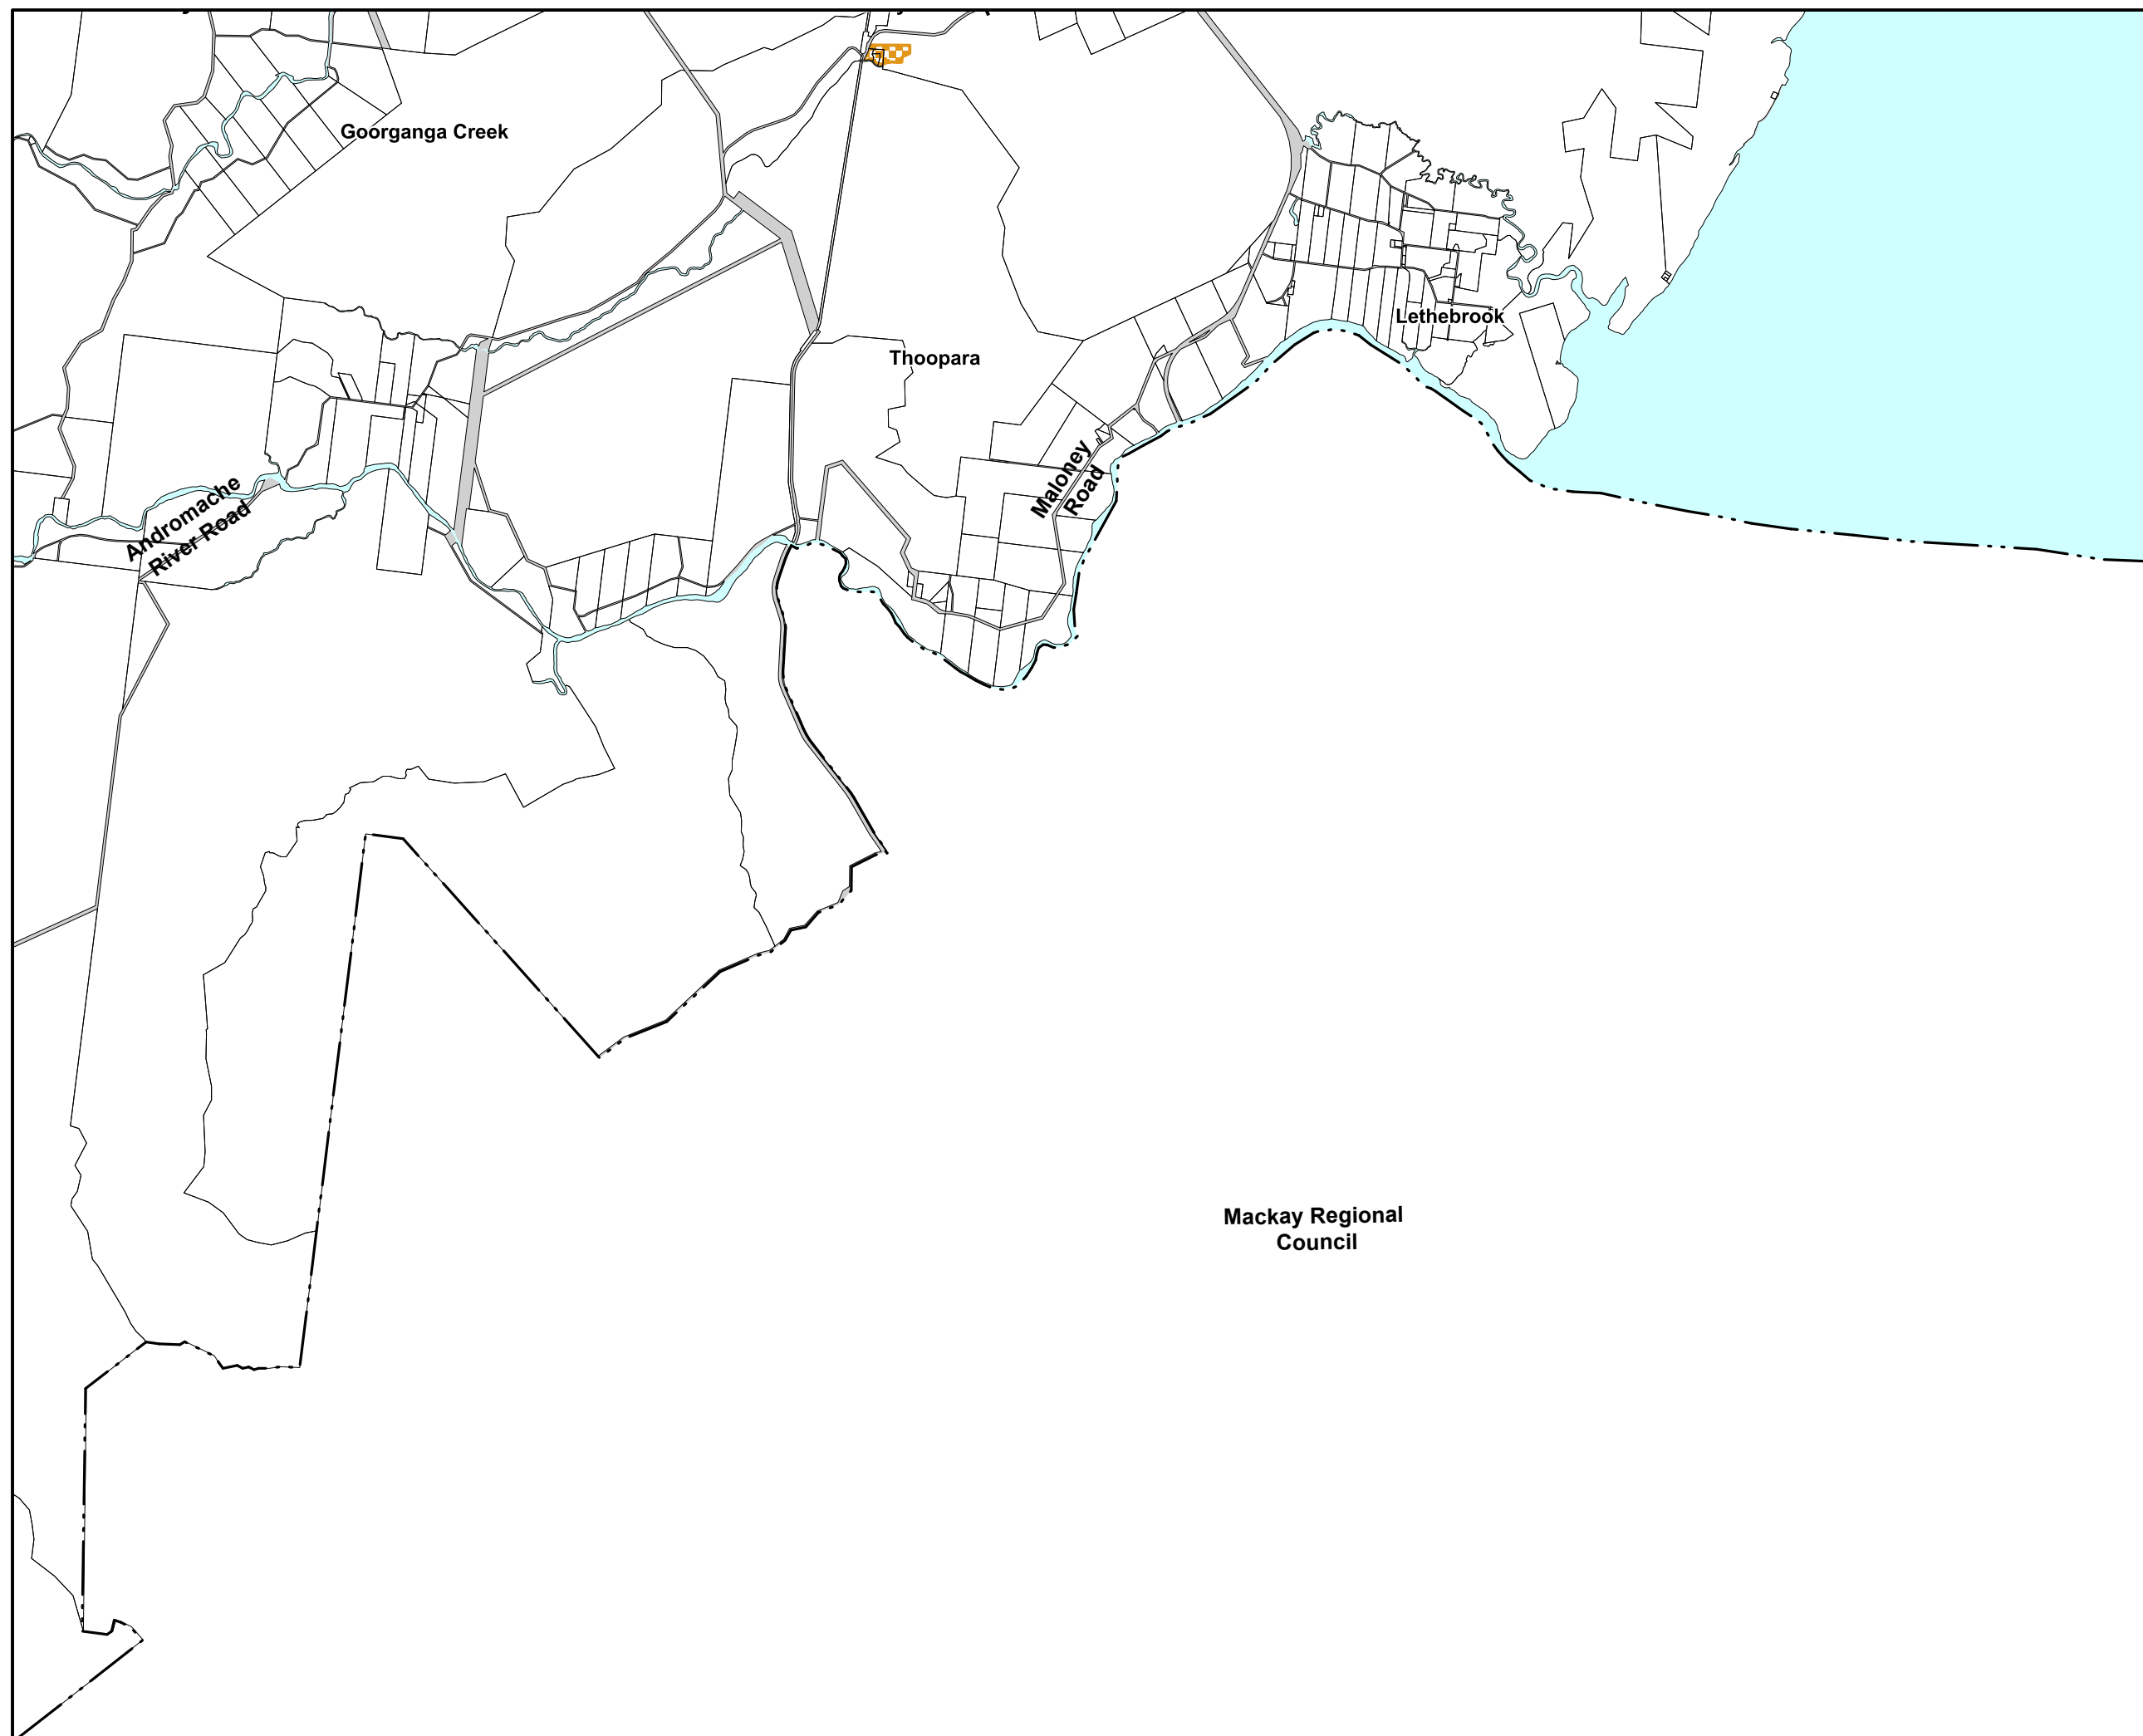 Goorganga Creek
Lethebrook
Thoopara
Maloney
Road
Andromache
River Road
Mackay Regional
Council